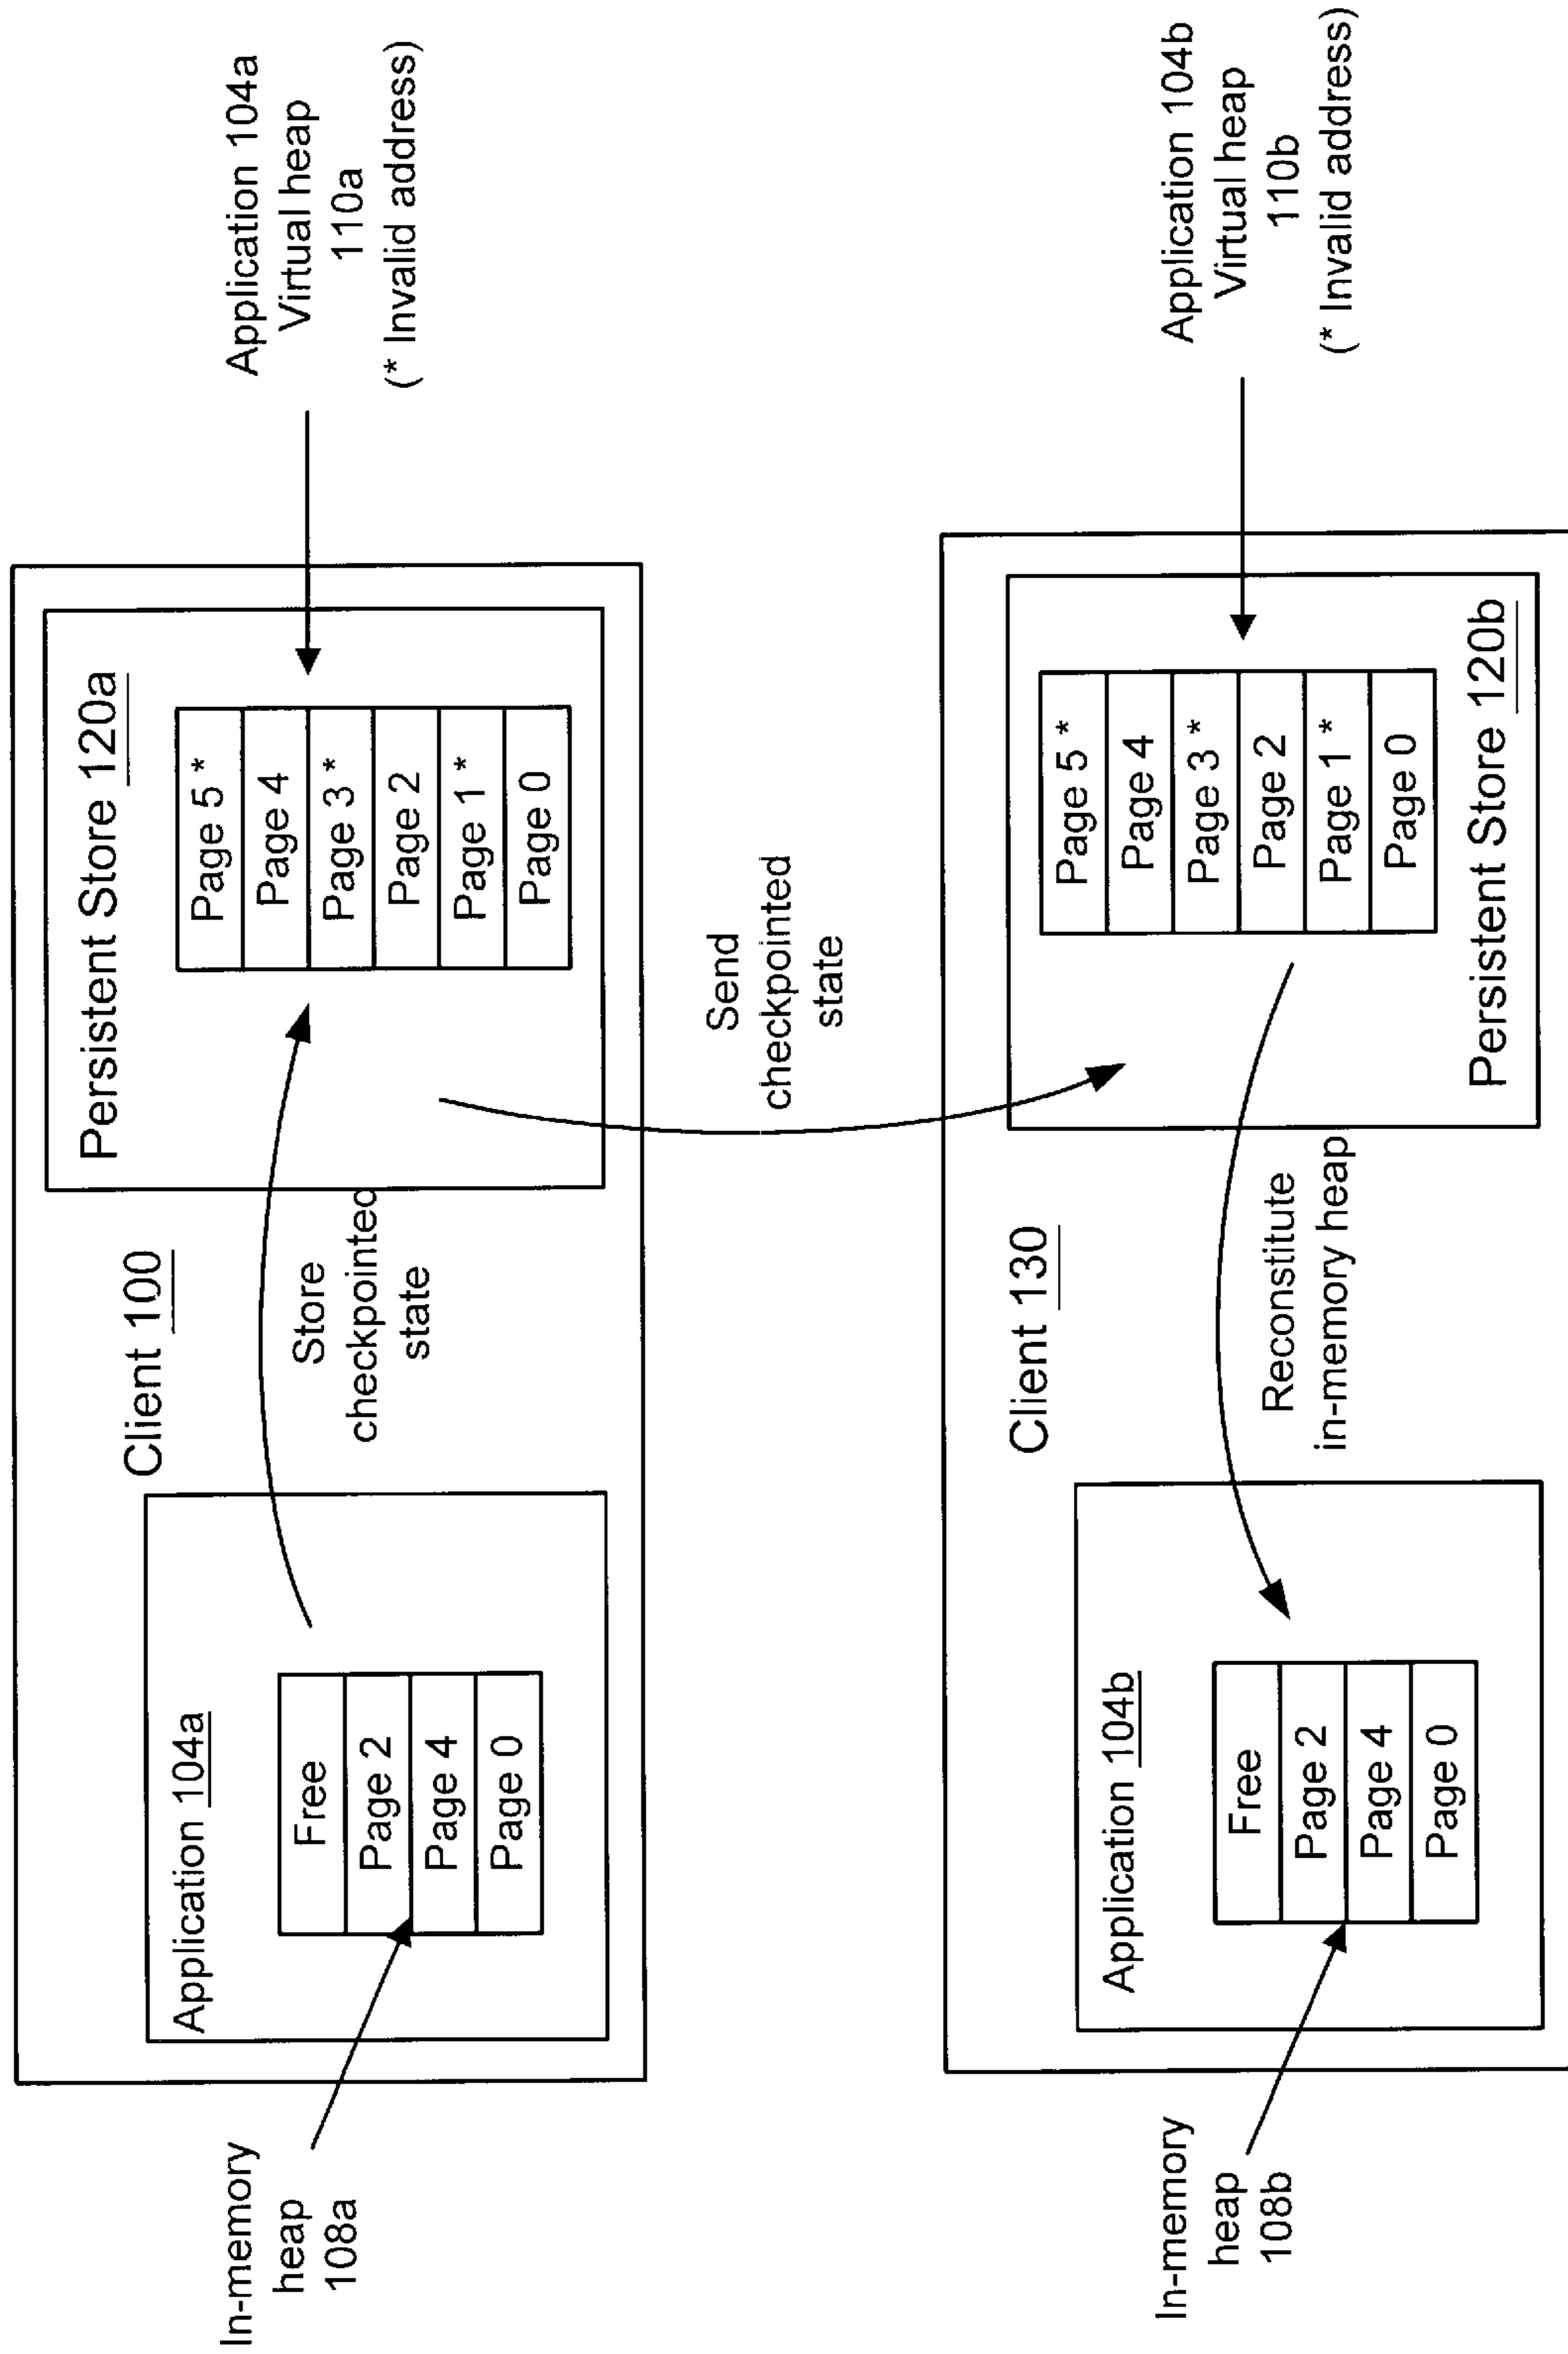 Client 100
Application 104a
Free
Page 2
Page 4
Page 0
In-memory
heap
108a
Store
checkpointed
state
Persistent Store 120a
Page 5 *
Page 4
Page 3 *
Page 2
Page 1 *
Page 0
Application 104a
Virtual heap
110a
(* Invalid address)
Send
checkpointed
state
Client 130
Application 104b
Free
Page 2
Page 4
Page 0
In-memory
heap
108b
Reconstitute
in-memory heap
Page 5 *
Page 4
Page 3 *
Page 2
Page 1 *
Page 0
Persistent Store 120b
Application 104b
Virtual heap
110b
(* Invalid address)